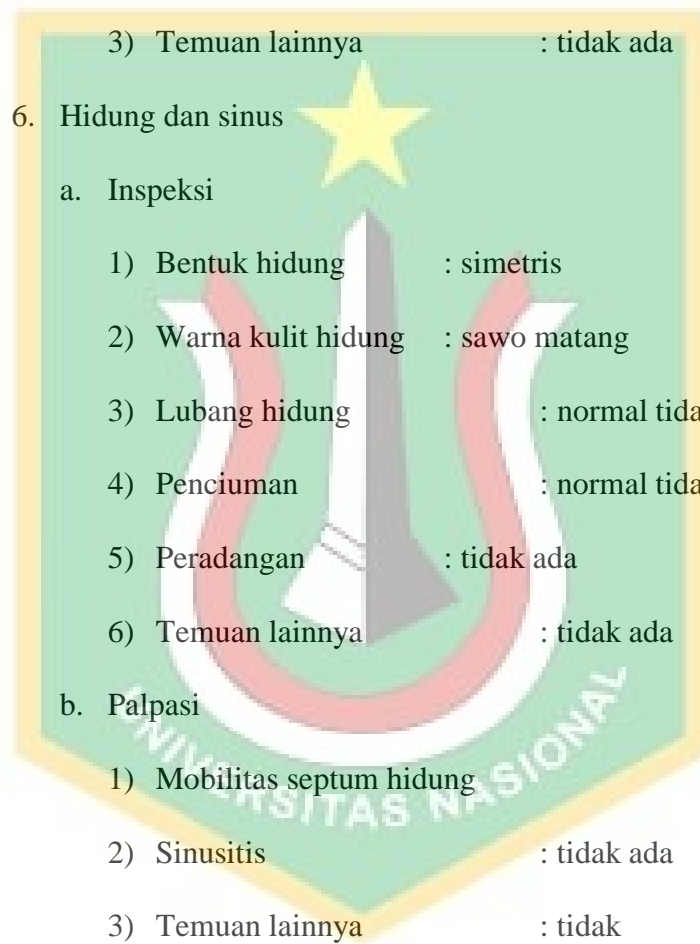 3) Temuan lainnya : tidak ada
6. Hidung dan sinus
a. Inspeksi
1) Bentuk hidung : simetris
2) Warna kulit hidung : sawo matang
3) Lubang hidung : normal tida
4) Penciuman : normal tida
5) Peradangan : tidak ada
6) Temuan lainnya : tidak ada
b. Palpasi
1) Mobilitas septum hidung
2) Sinusitis : tidak ada
3) Temuan lainnya : tidak
UNIVERSITAS NASIONAL